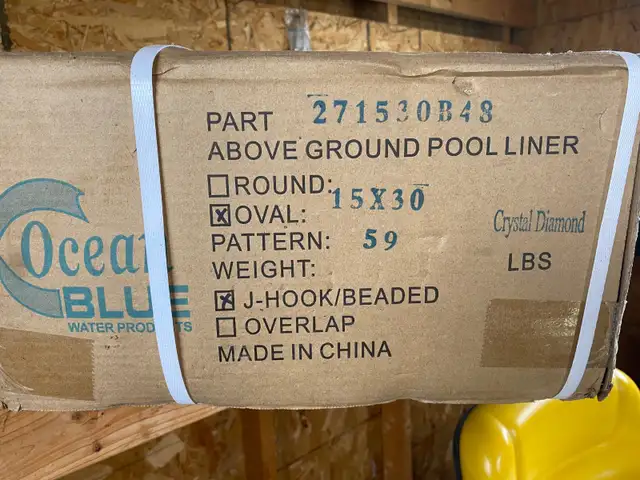 PART 271530B48
ABOVE GROUND POOL LINER
ROUND:
OVAL: 15X30
PATTERN: 59
Crystal Diamond
WEIGHT: LBS
J-HOOK/BEADED
OVERLAP
MADE IN CHINA
Ocean
BLUE
WATER PRODUCTS